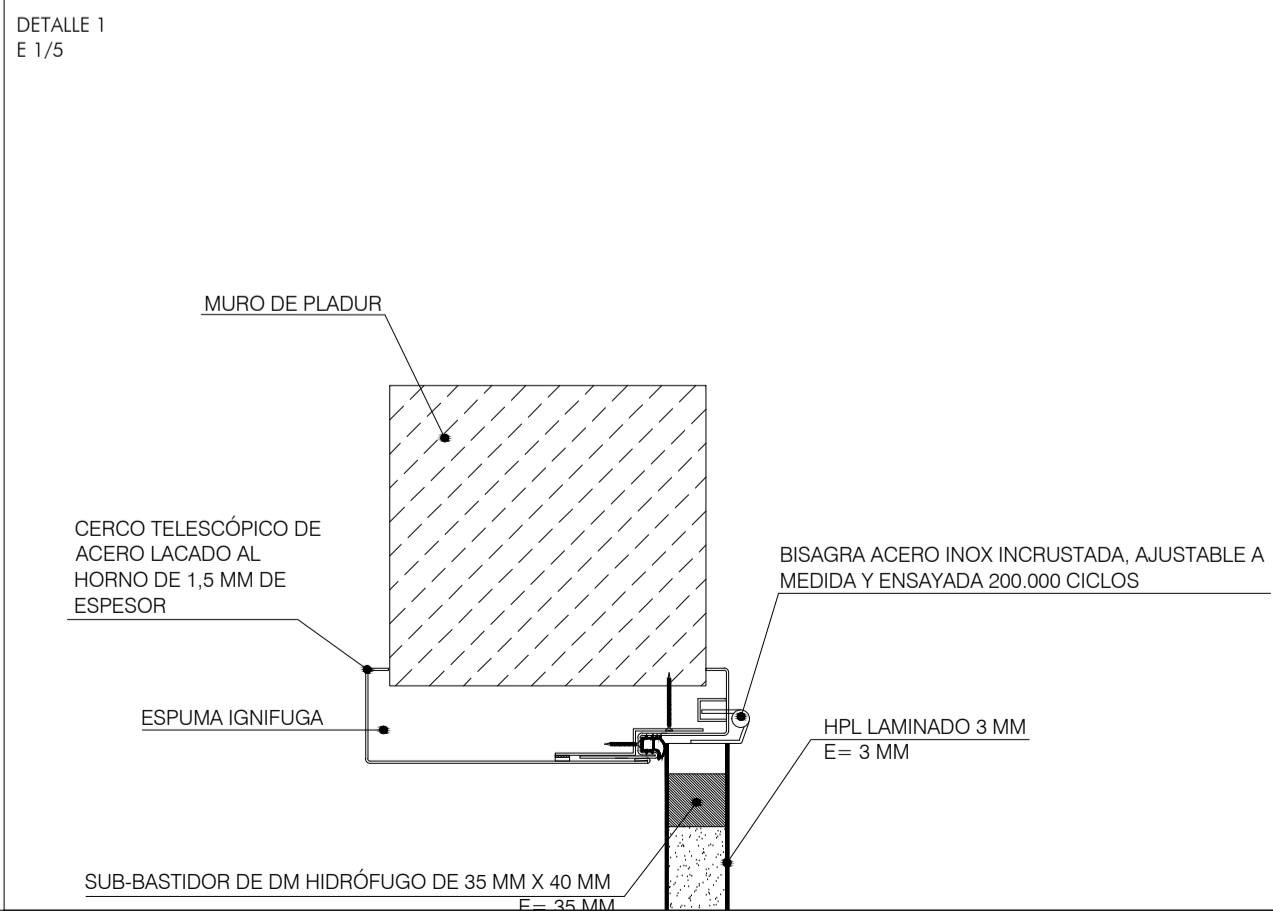 DETALLE 1
E 1/5
MURO DE PLADUR
CERCO TELESCÓPICO DE
ACERO LACADO AL
HORNO DE 1,5 MM DE
ESPESOR
BISAGRA ACERO INOX INCRUSTADA, AJUSTABLE A
MEDIDA Y ENSAYADA 200.000 CICLOS
ESPUMA IGNIFUGA
HPL LAMINADO 3 MM
E= 3 MM
SUB-BASTIDOR DE DM HIDRÓFUGO DE 35 MM X 40 MM
E= 35 MM